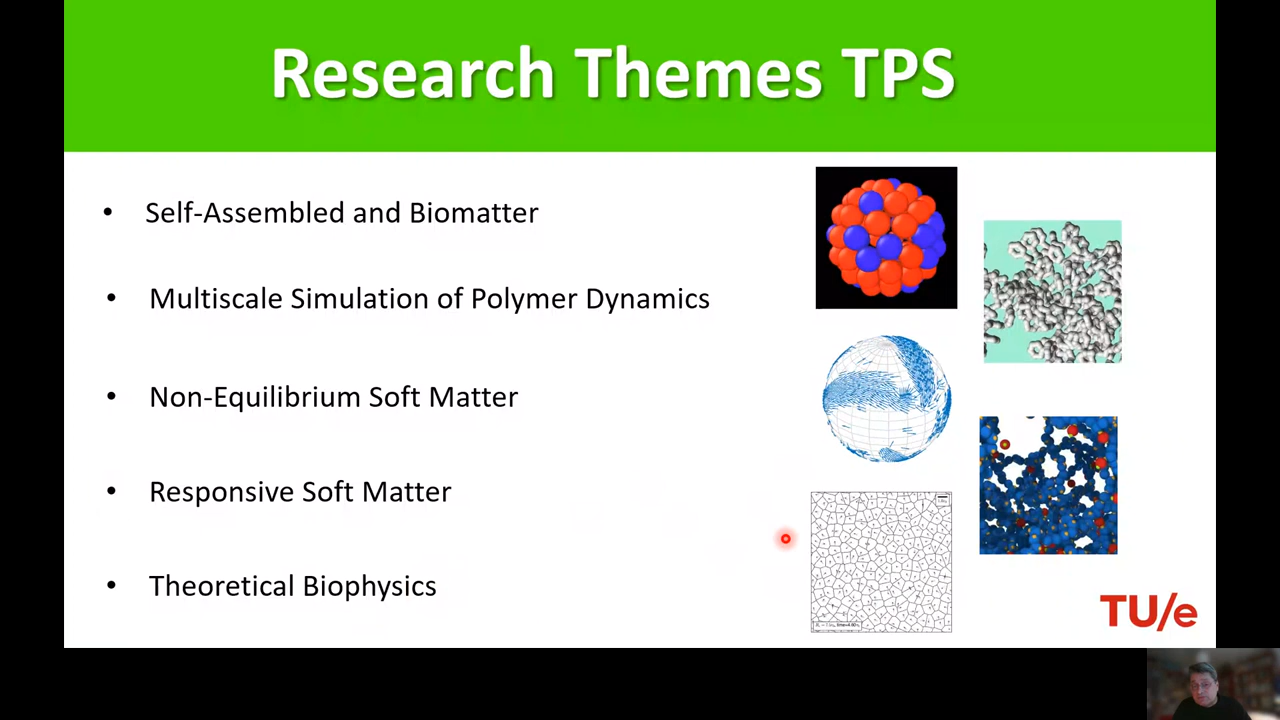 Research Themes TPS
• Self-Assembled and Biomatter
• Multiscale Simulation of Polymer Dynamics
• Non-Equilibrium Soft Matter
• Responsive Soft Matter
• Theoretical Biophysics
TU/e